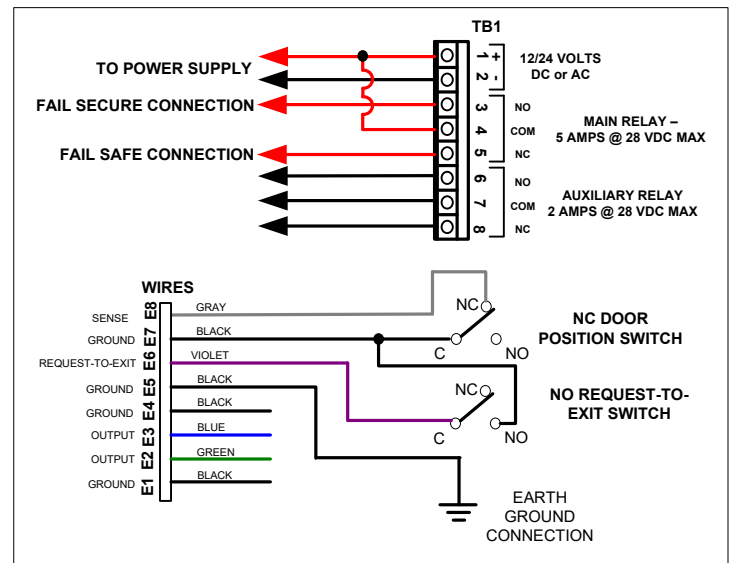 TB1
TO POWER SUPPLY
FAIL SECURE CONNECTION
FAIL SAFE CONNECTION
1 +
2 -
3
4
5
6
7
8
12/24 VOLTS
DC or AC
NO
COM
NC
MAIN RELAY –
5 AMPS @ 28 VDC MAX
NO
COM
NC
AUXILIARY RELAY
2 AMPS @ 28 VDC MAX
WIRES
SENSE E8 GRAY
GROUND E7 BLACK
REQUEST-TO-EXIT E6 VIOLET
GROUND E5 BLACK
GROUND E4 BLACK
OUTPUT E3 BLUE
OUTPUT E2 GREEN
GROUND E1 BLACK
NC
C
NO
NC DOOR
POSITION SWITCH
NC
C
NO
NO REQUEST-TO-
EXIT SWITCH
EARTH
GROUND
CONNECTION